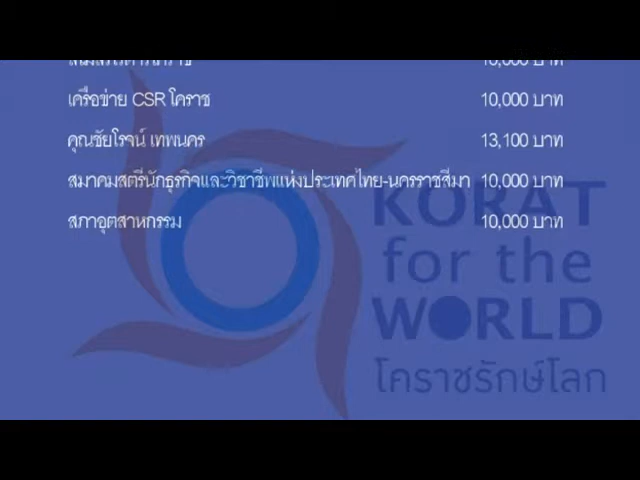 เครือข่าย CSR โคราช 10,000 บาท
คุณชัยโรจน์ เทพนคร 13,100 บาท
สมาคมสตรีนักธุรกิจและวิชาชีพแห่งประเทศไทย-นครราชสีมา 10,000 บาท
สภาอุตสาหกรรม 10,000 บาท
KORAT
for the
WORLD
โคราชรักษ์โลก